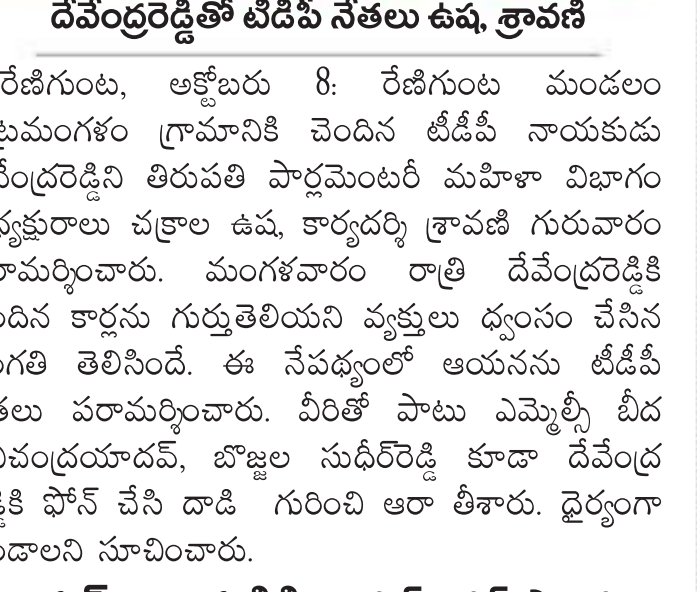 దేవేంద్రరెడ్డితో టీడీపీ నేతలు ఉష, శ్రావణి
రేణిగుంట, అక్టోబరు 8: రేణిగుంట మండలం
గ్రామానికి చెందిన టీడీపీ నాయకుడు
తిరుపతి పార్లమెంటరీ మహిళా విభాగం
చక్రాల ఉష, కార్యదర్శి శ్రావణి గురువారం
మంగళవారం రాత్రి దేవేంద్రరెడ్డికి
కార్లను గుర్తుతెలియని వ్యక్తులు ధ్వంసం చేసిన
తెలిసిందే. ఈ నేపథ్యంలో ఆయనను టీడీపీ
పరామర్శించారు. వీరితో పాటు ఎమ్మెల్సీ బీద
బొజ్జల సుధీర్‌రెడ్డి కూడా దేవేంద్ర
ఫోన్ చేసి దాడి గురించి ఆరా తీశారు. ధైర్యంగా
సూచించారు.